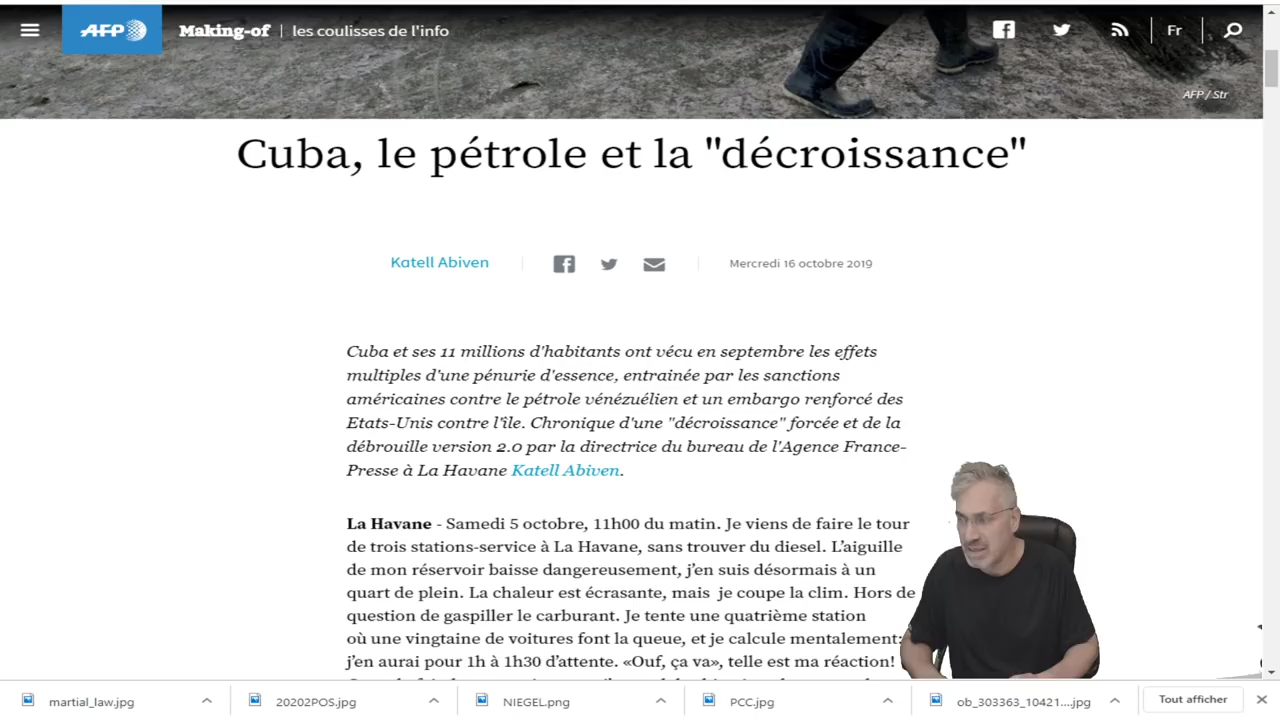 AFP Making-of | les coulisses de l'info Fr
AFP / Str
Cuba, le pétrole et la "décroissance"
Katell Abiven Mercredi 16 octobre 2019
Cuba et ses 11 millions d'habitants ont vécu en septembre les effets
multiples d'une pénurie d'essence, entrainée par les sanctions
américaines contre le pétrole vénézuélien et un embargo renforcé des
Etats-Unis contre l'île. Chronique d'une "décroissance" forcée et de la
débrouille version 2.0 par la directrice du bureau de l'Agence France-
Presse à La Havane Katell Abiven.
La Havane - Samedi 5 octobre, 11h00 du matin. Je viens de faire le tour
de trois stations-service à La Havane, sans trouver du diesel. L'aiguille
de mon réservoir baisse dangereusement, j'en suis désormais à un
quart de plein. La chaleur est écrasante, mais je coupe la clim. Hors de
question de gaspiller le carburant. Je tente une quatrième station
où une vingtaine de voitures font la queue, et je calcule mentalement:
j'en aurai pour 1h à 1h30 d'attente. «Ouf, ça va», telle est ma réaction!
martial_law.jpg 20202POS.jpg NIEGEL.png PCC.jpg ob_303363_10421....jpg Tout afficher